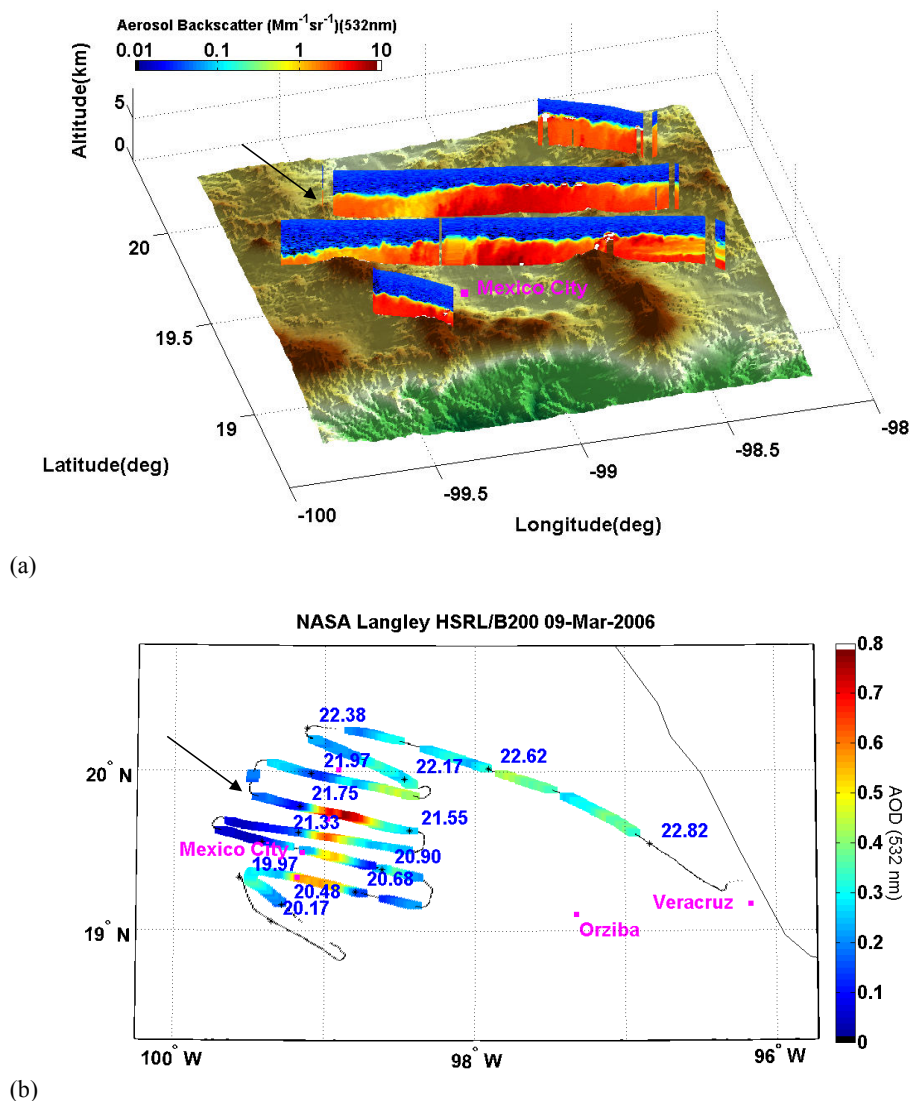 Aerosol Backscatter (Mm⁻¹sr⁻¹)(532nm)
0.01 0.1 1 10
Altitude(km)
5
0
20
19.5
19
Latitude(deg)
Mexico City
-98
-98.5
-99
-99.5
-100
Longitude(deg)
(a)
NASA Langley HSRL/B200 09-Mar-2006
0.8
0.7
0.6
0.5
0.4
0.3
0.2
0.1
0
AOD (532 nm)
20° N
19° N
22.38
22.62
21.97
22.17
21.75
21.55
22.82
21.33
Mexico City
20.90
19.97
20.68
20.48
20.17
Veracruz
Orziba
100° W 98° W 96° W
(b)